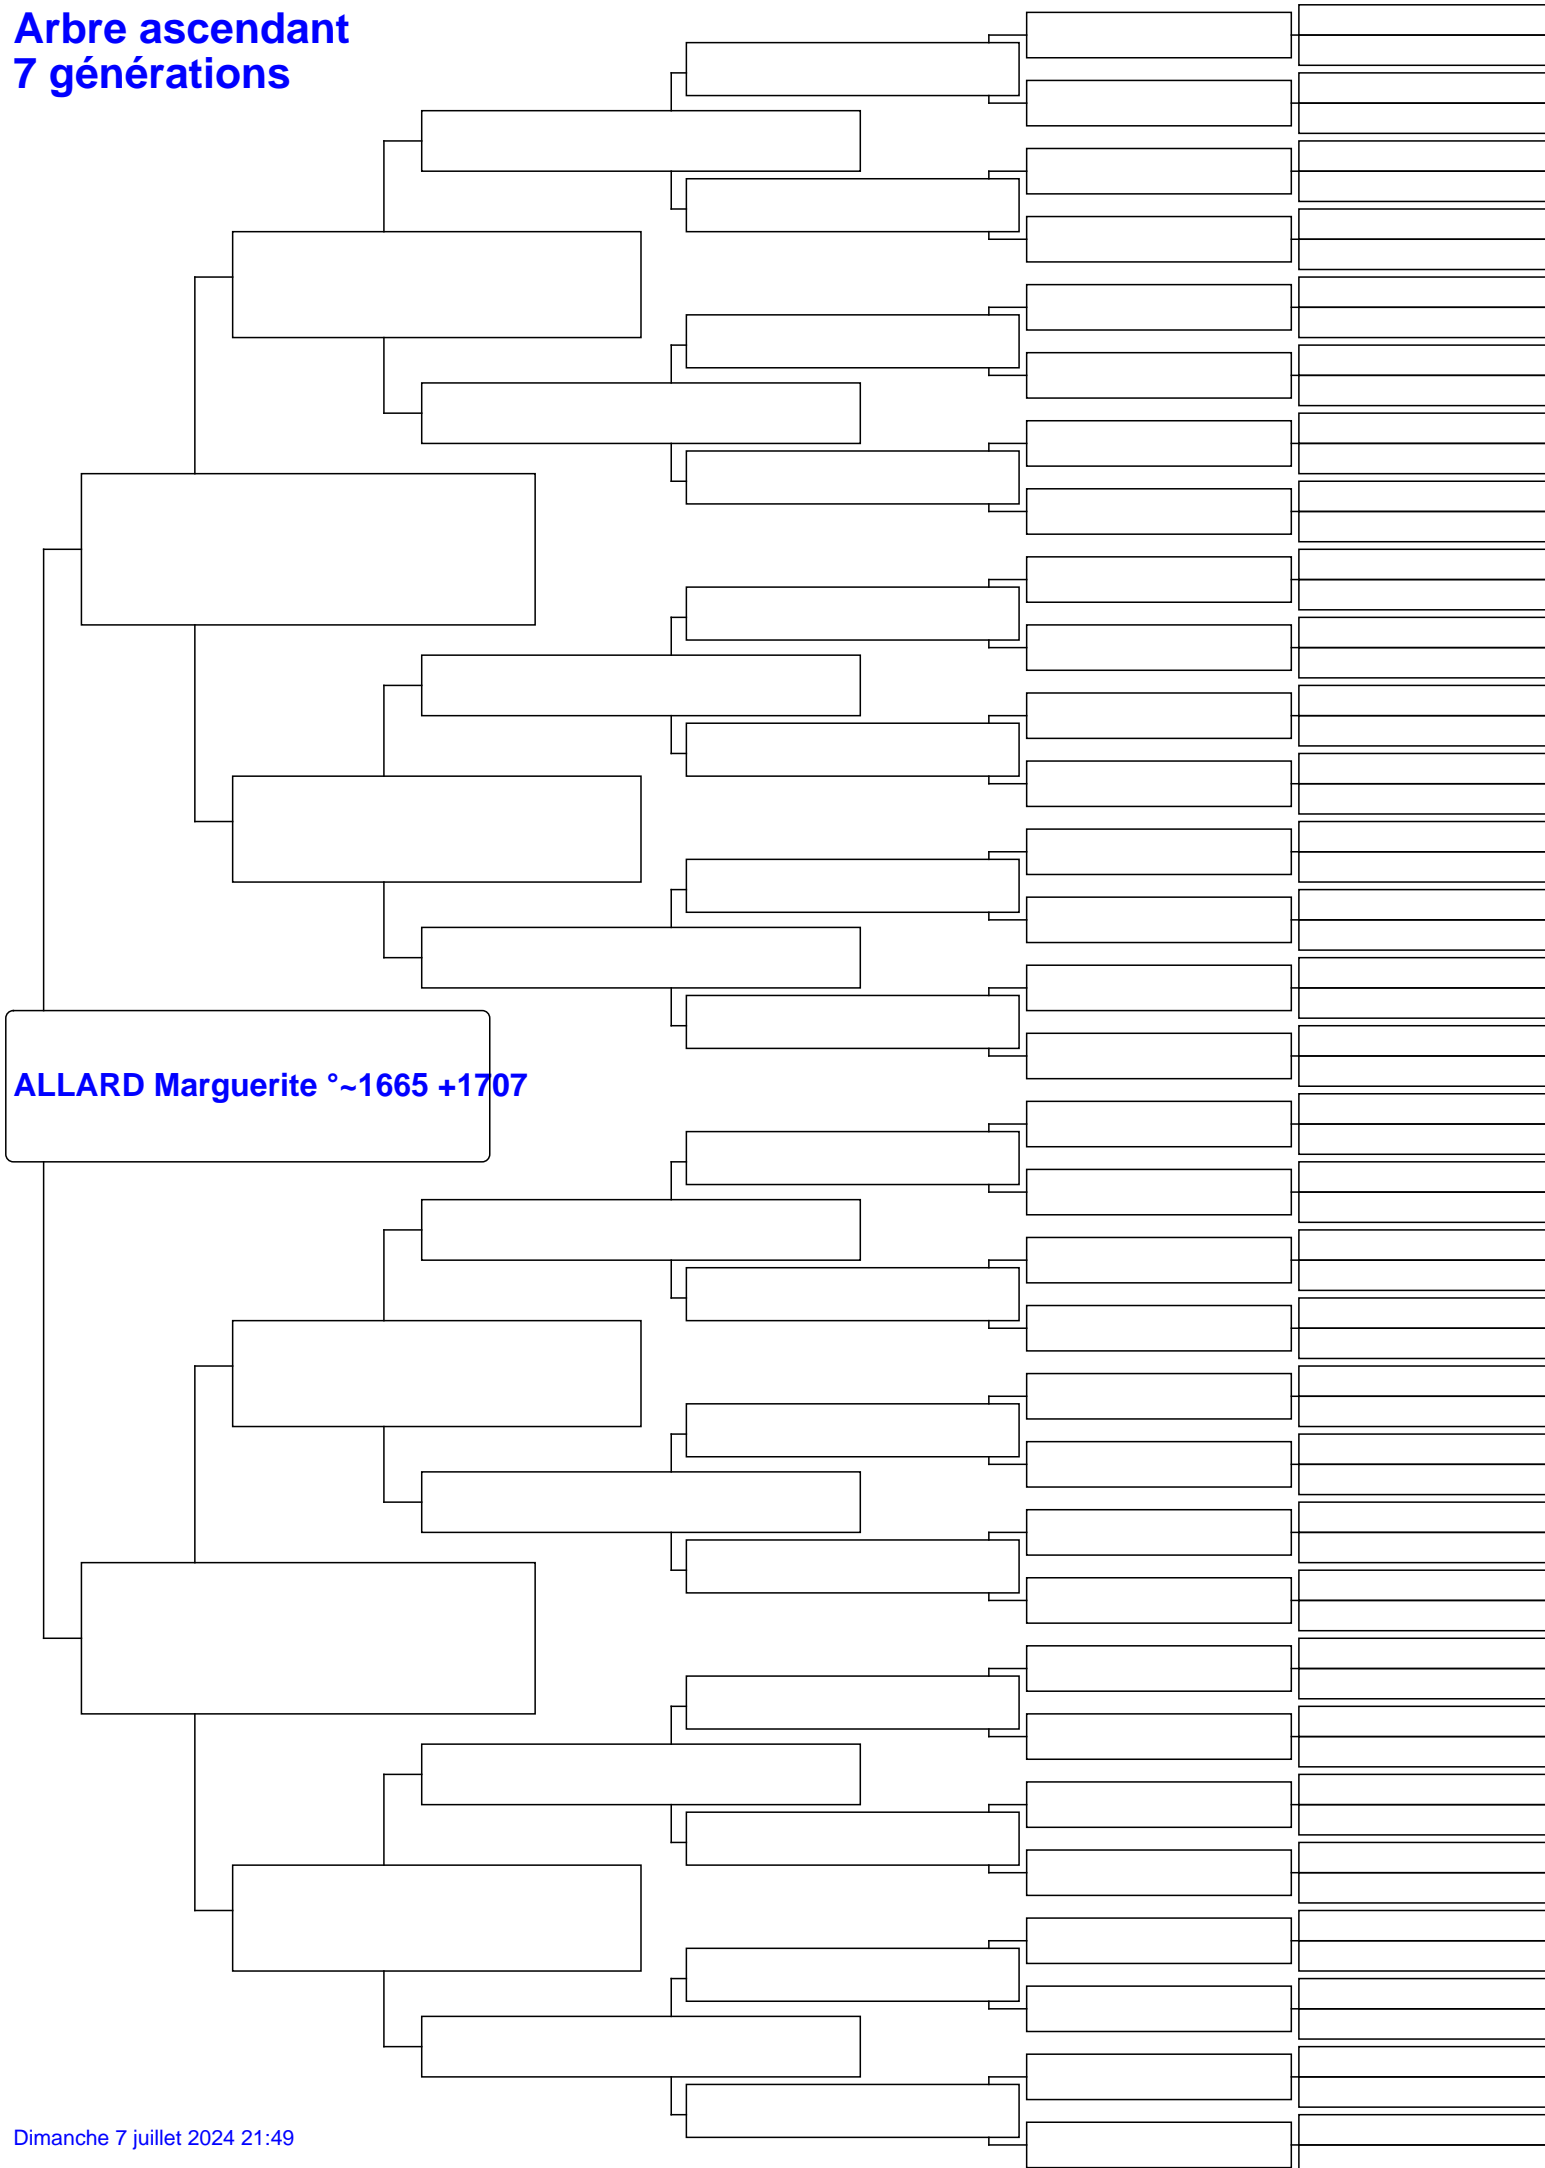 Arbre ascendant
7 générations
ALLARD Marguerite °~1665 +1707
Dimanche 7 juillet 2024 21:49